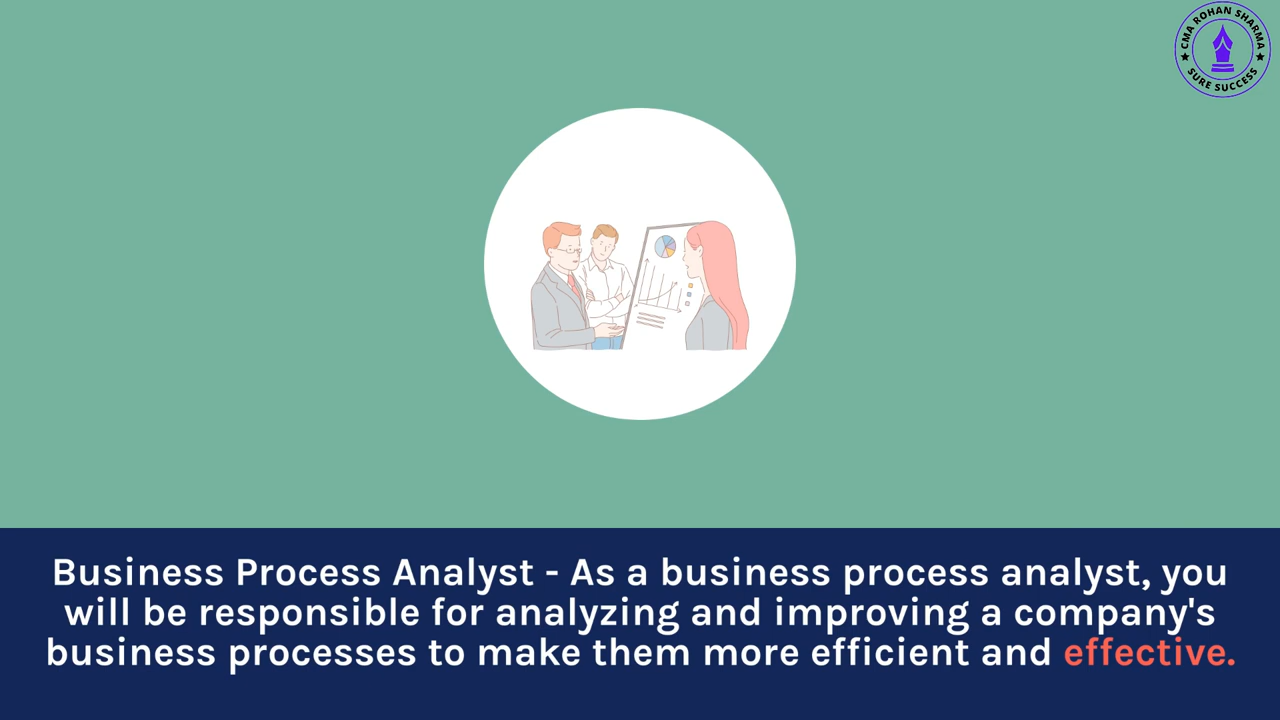 CMA ROHAN SHARMA
SURE SUCCESS
Business Process Analyst - As a business process analyst, you
will be responsible for analyzing and improving a company's
business processes to make them more efficient and effective.